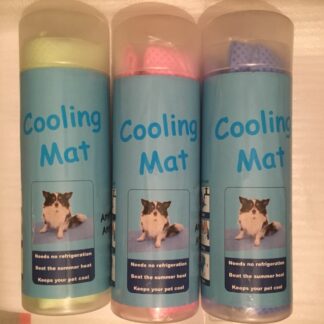 Cooling
Mat
Needs no refrigeration
Beat the summer heat
Keeps your pet cool
Cooling
Mat
Needs no refrigeration
Beat the summer heat
Keeps your pet cool
Cooling
Mat
Needs no refrigeration
Beat the summer heat
Keeps your pet cool